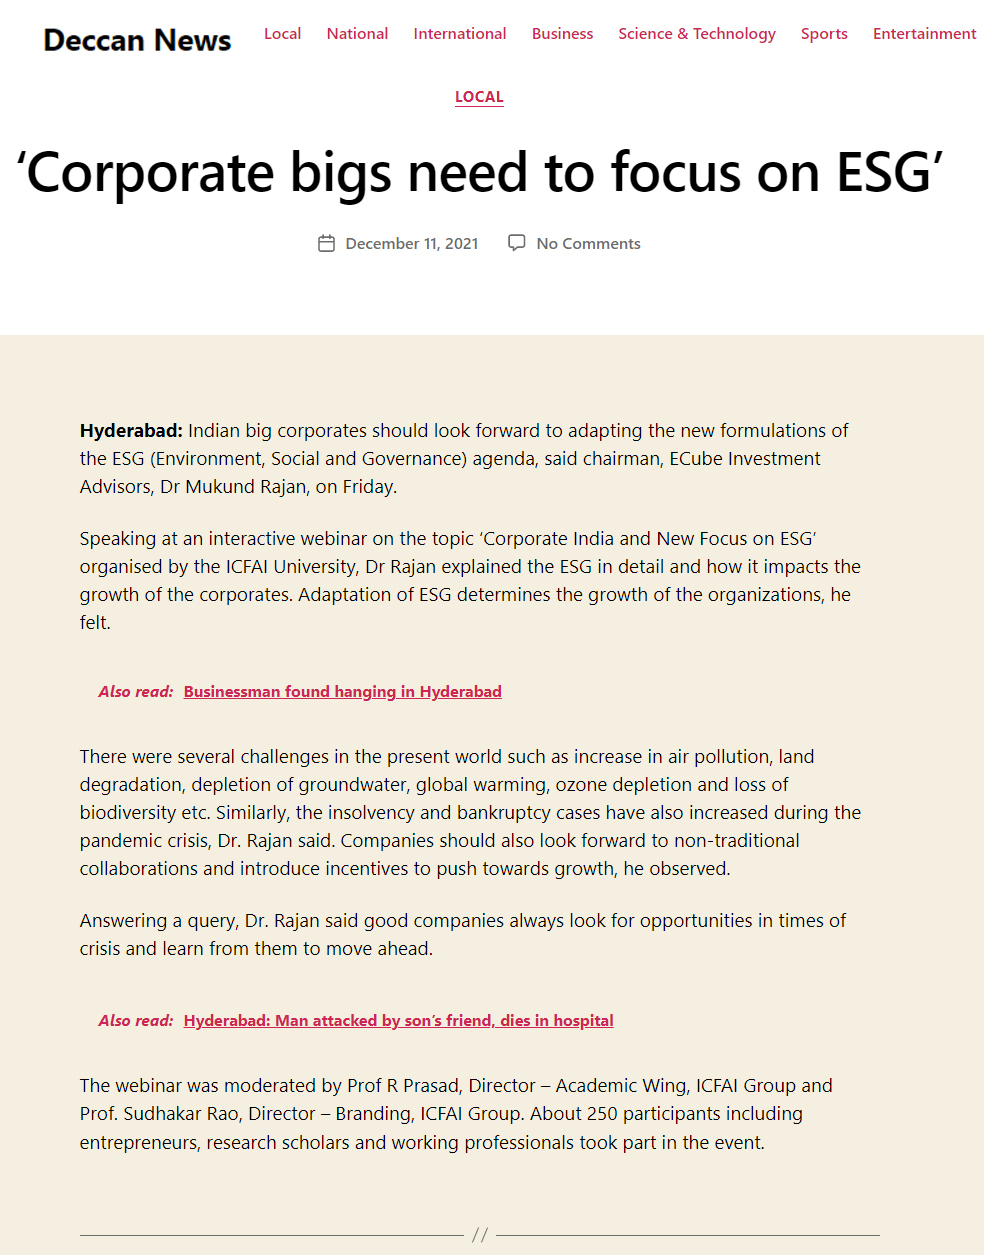 Deccan News
Local National International Business Science & Technology Sports Entertainment
LOCAL
‘Corporate bigs need to focus on ESG’
December 11, 2021 No Comments
Hyderabad: Indian big corporates should look forward to adapting the new formulations of
the ESG (Environment, Social and Governance) agenda, said chairman, ECube Investment
Advisors, Dr Mukund Rajan, on Friday.
Speaking at an interactive webinar on the topic ‘Corporate India and New Focus on ESG’
organised by the ICFAI University, Dr Rajan explained the ESG in detail and how it impacts the
growth of the corporates. Adaptation of ESG determines the growth of the organizations, he
felt.
Also read: Businessman found hanging in Hyderabad
There were several challenges in the present world such as increase in air pollution, land
degradation, depletion of groundwater, global warming, ozone depletion and loss of
biodiversity etc. Similarly, the insolvency and bankruptcy cases have also increased during the
pandemic crisis, Dr. Rajan said. Companies should also look forward to non-traditional
collaborations and introduce incentives to push towards growth, he observed.
Answering a query, Dr. Rajan said good companies always look for opportunities in times of
crisis and learn from them to move ahead.
Also read: Hyderabad: Man attacked by son’s friend, dies in hospital
The webinar was moderated by Prof R Prasad, Director – Academic Wing, ICFAI Group and
Prof. Sudhakar Rao, Director – Branding, ICFAI Group. About 250 participants including
entrepreneurs, research scholars and working professionals took part in the event.
//